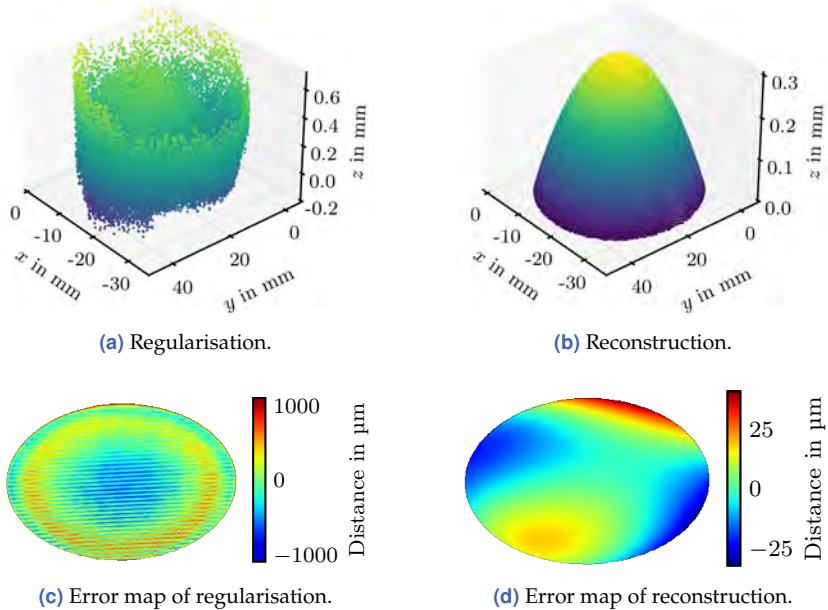 0.6
0.4
0.2
0.0
-0.2
z in mm
0
-10
-20
-30
x in mm
40
20
0
y in mm
(a) Regularisation.
0.3
0.2
0.1
0.0
z in mm
0
-10
-20
-30
x in mm
40
20
0
y in mm
(b) Reconstruction.
1000
0
−1000
Distance in µm
(c) Error map of regularisation.
25
0
−25
Distance in µm
(d) Error map of reconstruction.